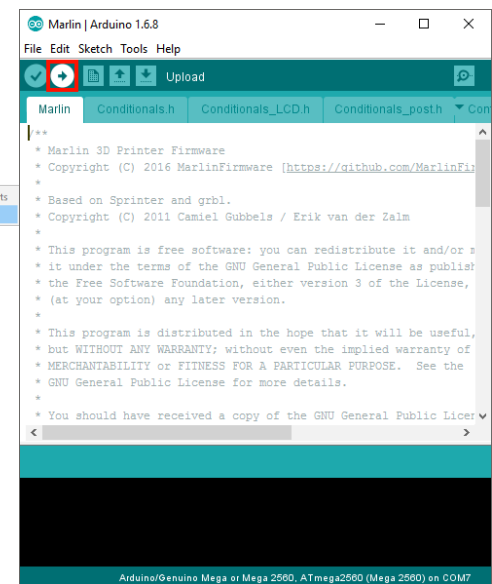 Marlin | Arduino 1.6.8
File Edit Sketch Tools Help
Upload
Marlin Conditionals.h Conditionals_LCD.h Conditionals_post.h
/**
* Marlin 3D Printer Firmware
* Copyright (C) 2016 MarlinFirmware [https://github.com/MarlinFi
*
* Based on Sprinter and grbl.
* Copyright (C) 2011 Camiel Gubbels / Erik van der Zalm
*
* This program is free software: you can redistribute it and/or
* it under the terms of the GNU General Public License as publish
* the Free Software Foundation, either version 3 of the License,
* (at your option) any later version.
*
* This program is distributed in the hope that it will be useful,
* but WITHOUT ANY WARRANTY; without even the implied warranty of
* MERCHANTABILITY or FITNESS FOR A PARTICULAR PURPOSE. See the
* GNU General Public License for more details.
*
* You should have received a copy of the GNU General Public Licen
Arduino/Genuino Mega or Mega 2560, ATmega2560 (Mega 2560) on COM7